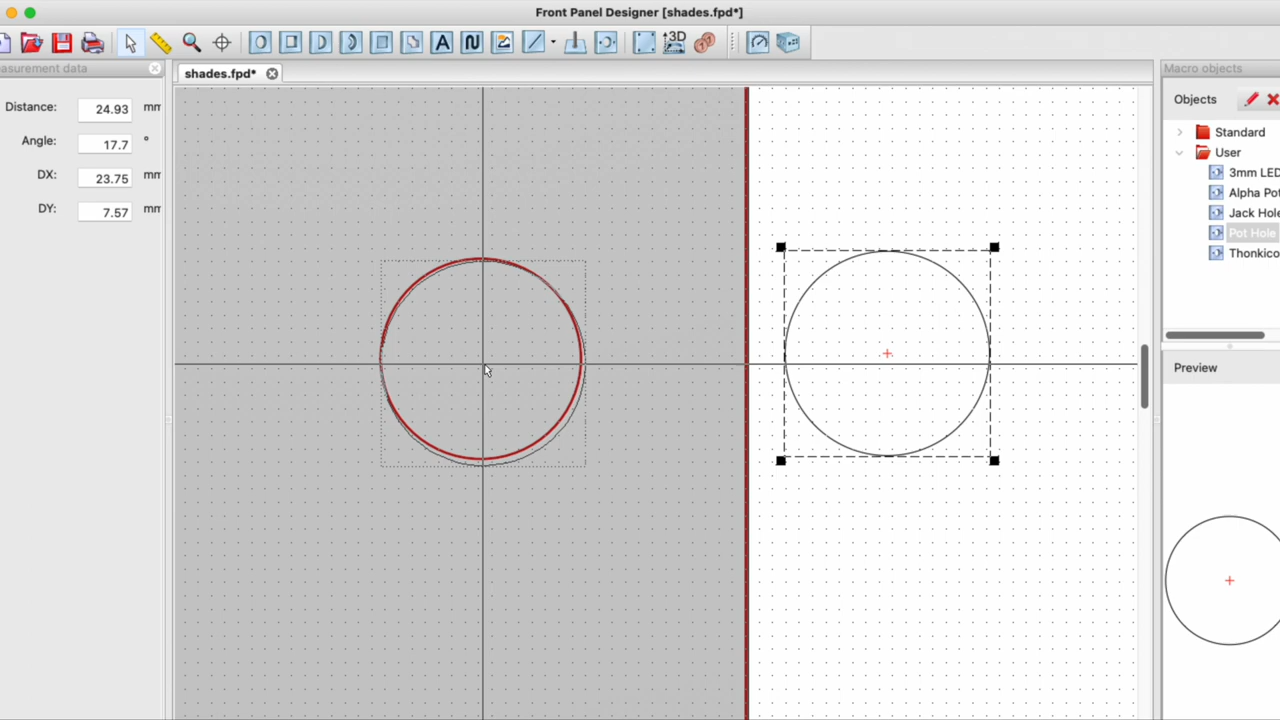 Front Panel Designer [shades.fpd*]
A
3D
asurement data
Macro objects
shades.fpd*
Distance:
24.93
mm
Angle:
17.7
°
DX:
23.75
mm
DY:
7.57
mm
Objects
Standard
User
3mm LED
Alpha Pot
Jack Hole
Pot Hole
Thonkico
Preview